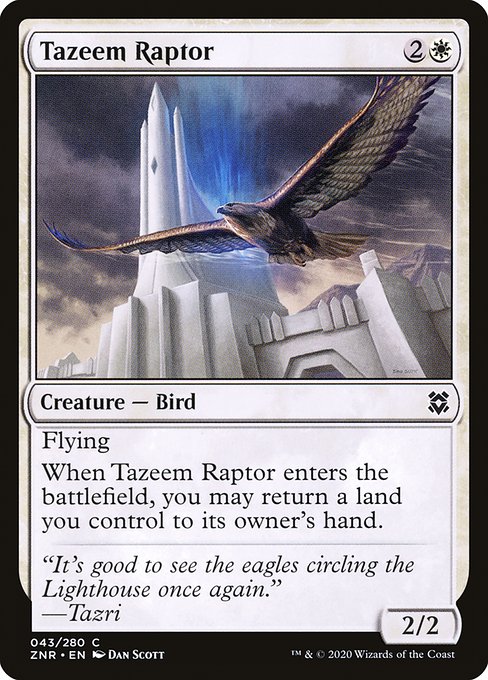 Tazeem Raptor 2
Creature — Bird
Flying
When Tazeem Raptor enters the
battlefield, you may return a land
you control to its owner's hand.
"It's good to see the eagles circling the
Lighthouse once again."
—Tazri
2/2
043/280 C
ZNR • EN Dan Scott
™ & © 2020 Wizards of the Coast